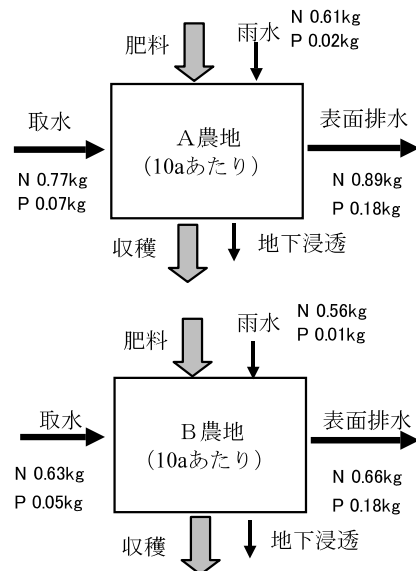 肥料
雨水
N 0.61kg
P 0.02kg
取水
N 0.77kg
P 0.07kg
A農地
(10aあたり)
表面排水
N 0.89kg
P 0.18kg
収穫
地下浸透
肥料
雨水
N 0.56kg
P 0.01kg
取水
N 0.63kg
P 0.05kg
B農地
(10aあたり)
表面排水
N 0.66kg
P 0.18kg
収穫
地下浸透